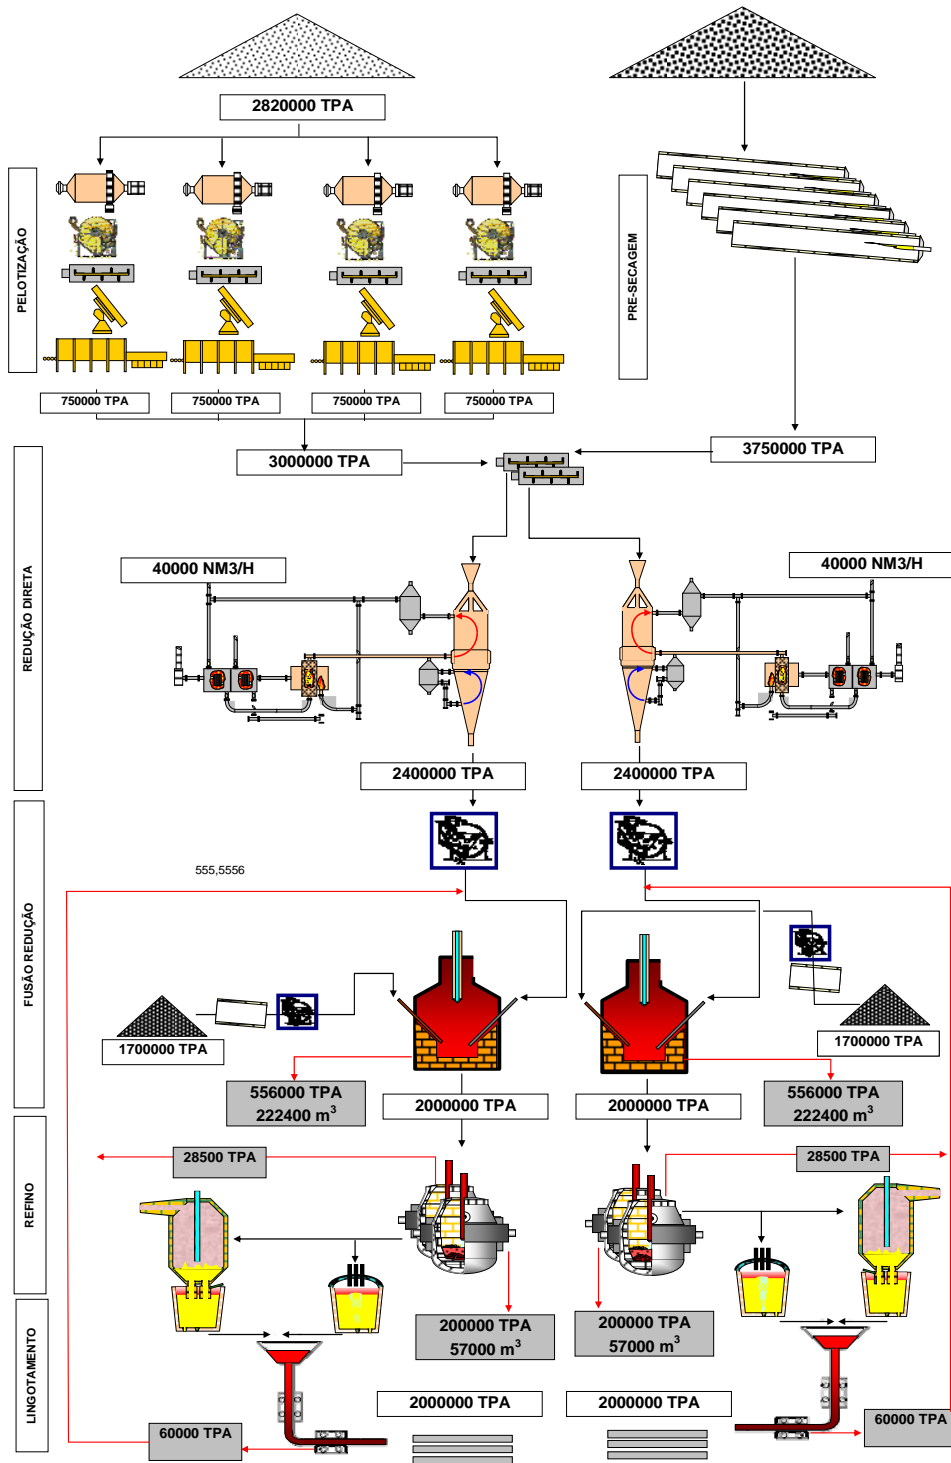 2820000 TPA
PELOTIZAÇÃO
PRE-SECAGEM
750000 TPA
750000 TPA
750000 TPA
750000 TPA
3000000 TPA
3750000 TPA
REDUÇÃO DIRETA
40000 NM3/H
40000 NM3/H
2400000 TPA
2400000 TPA
FUSÃO REDUÇÃO
555,5556
1700000 TPA
1700000 TPA
556000 TPA
222400 m³
2000000 TPA
2000000 TPA
556000 TPA
222400 m³
REFINO
28500 TPA
28500 TPA
200000 TPA
57000 m³
200000 TPA
57000 m³
LINGOTAMENTO
2000000 TPA
2000000 TPA
60000 TPA
60000 TPA